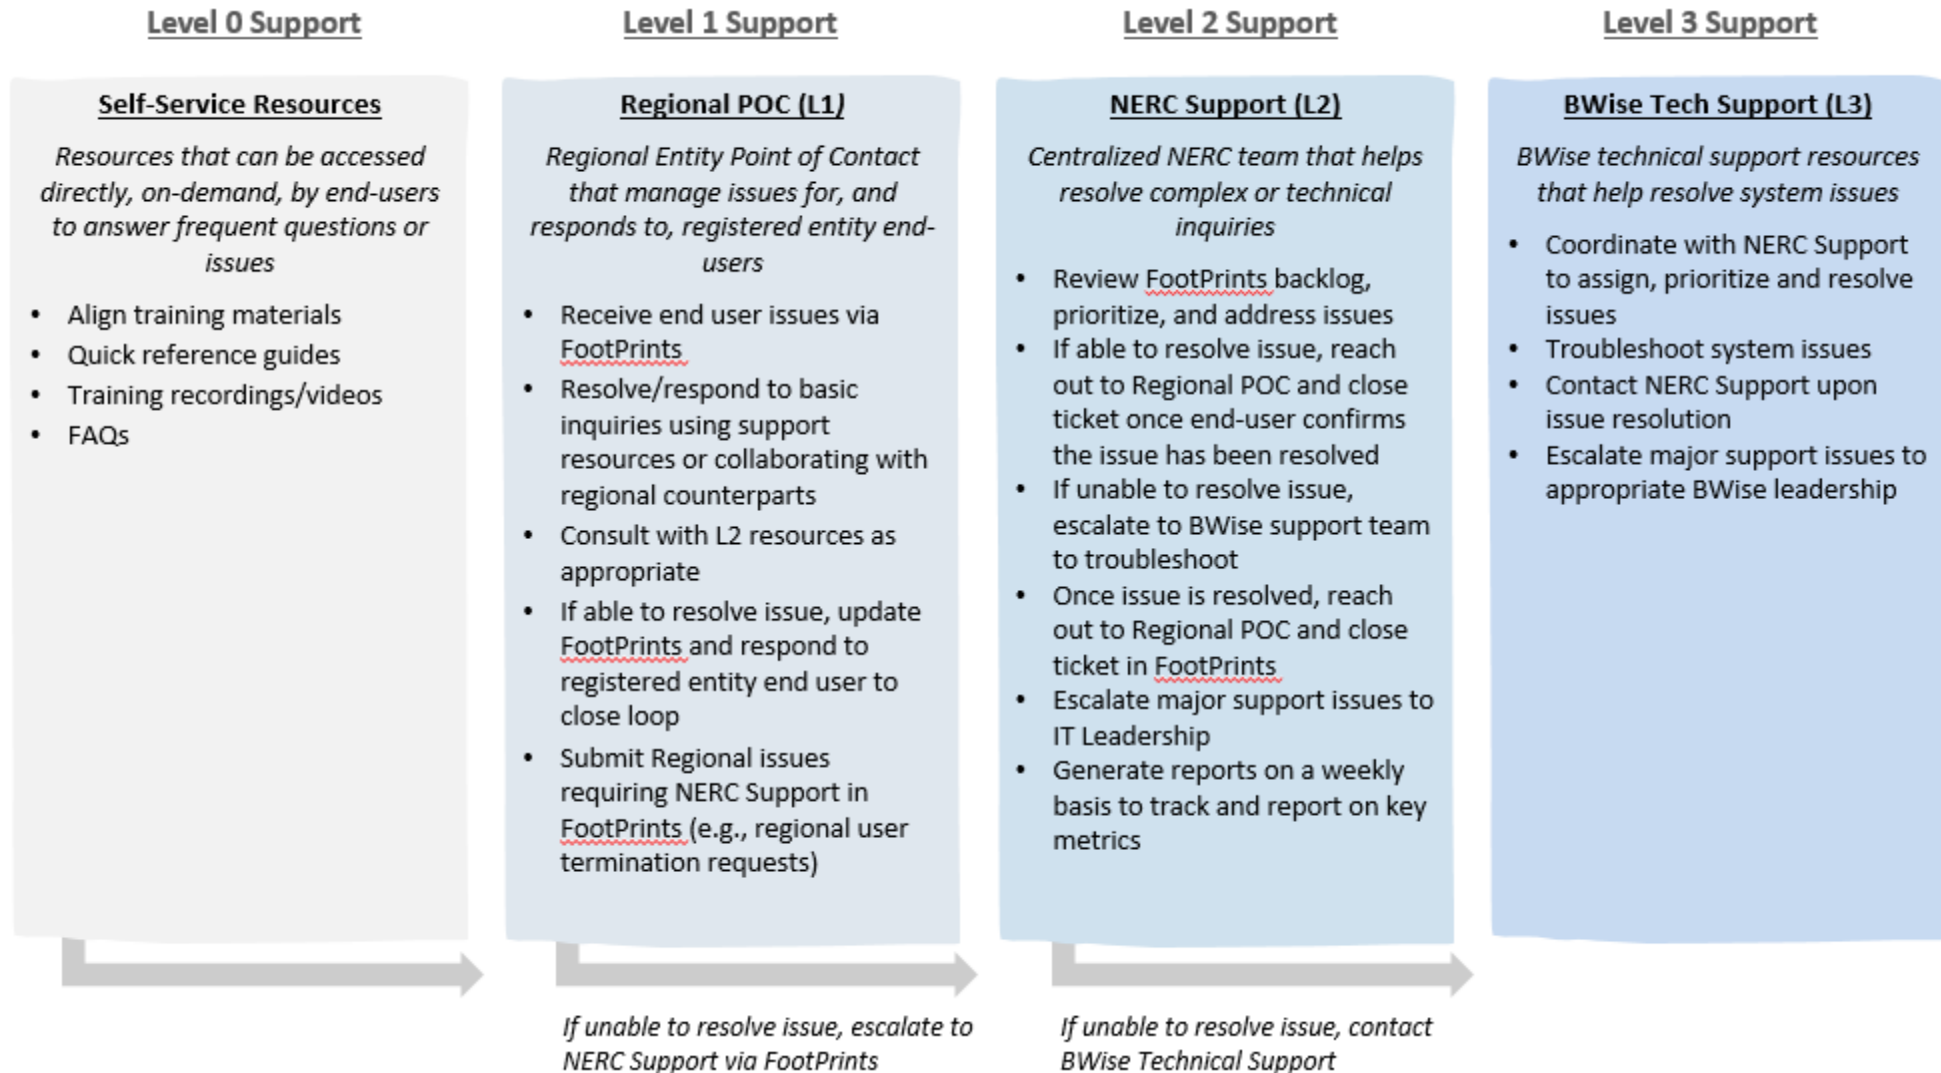 Level 0 Support
Level 1 Support
Level 2 Support
Level 3 Support
Self-Service Resources
Resources that can be accessed
directly, on-demand, by end-users
to answer frequent questions or
issues
• Align training materials
• Quick reference guides
• Training recordings/videos
• FAQs
Regional POC (L1)
Regional Entity Point of Contact
that manage issues for, and
responds to, registered entity end-
users
• Receive end user issues via
FootPrints
• Resolve/respond to basic
inquiries using support
resources or collaborating with
regional counterparts
• Consult with L2 resources as
appropriate
• If able to resolve issue, update
FootPrints and respond to
registered entity end user to
close loop
• Submit Regional issues
requiring NERC Support in
FootPrints (e.g., regional user
termination requests)
NERC Support (L2)
Centralized NERC team that helps
resolve complex or technical
inquiries
• Review FootPrints backlog,
prioritize, and address issues
• If able to resolve issue, reach
out to Regional POC and close
ticket once end-user confirms
the issue has been resolved
• If unable to resolve issue,
escalate to BWise support team
to troubleshoot
• Once issue is resolved, reach
out to Regional POC and close
ticket in FootPrints
• Escalate major support issues to
IT Leadership
• Generate reports on a weekly
basis to track and report on key
metrics
BWise Tech Support (L3)
BWise technical support resources
that help resolve system issues
• Coordinate with NERC Support
to assign, prioritize and resolve
issues
• Troubleshoot system issues
• Contact NERC Support upon
issue resolution
• Escalate major support issues to
appropriate BWise leadership
If unable to resolve issue, escalate to
NERC Support via FootPrints
If unable to resolve issue, contact
BWise Technical Support